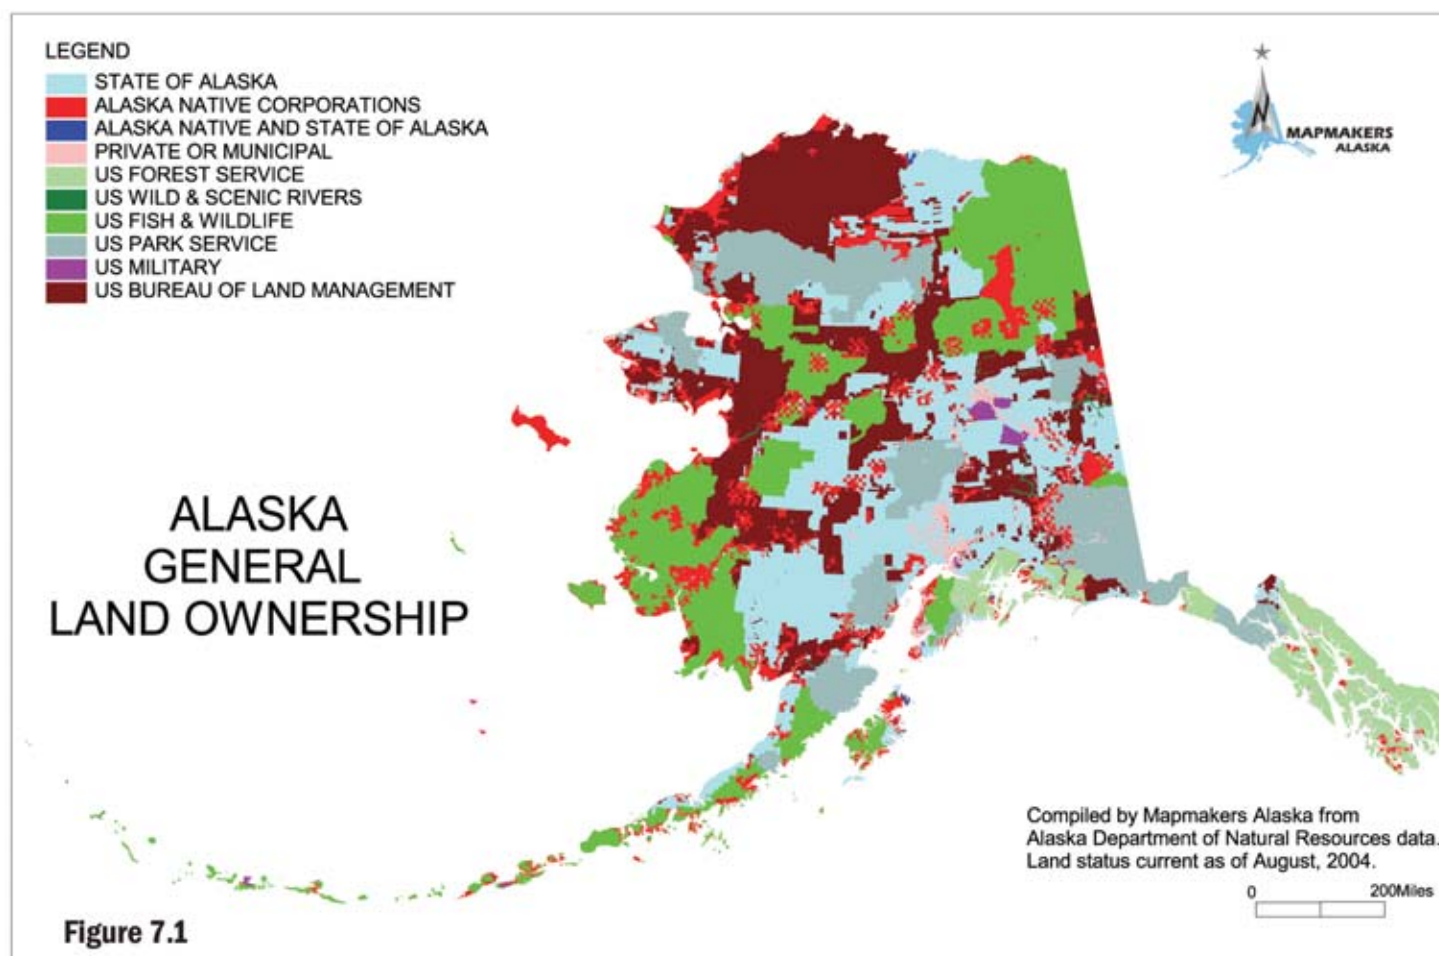 LEGEND
STATE OF ALASKA
ALASKA NATIVE CORPORATIONS
ALASKA NATIVE AND STATE OF ALASKA
PRIVATE OR MUNICIPAL
US FOREST SERVICE
US WILD & SCENIC RIVERS
US FISH & WILDLIFE
US PARK SERVICE
US MILITARY
US BUREAU OF LAND MANAGEMENT
N
MAPMAKERS
ALASKA
ALASKA
GENERAL
LAND OWNERSHIP
Compiled by Mapmakers Alaska from
Alaska Department of Natural Resources data.
Land status current as of August, 2004.
0 200Miles
Figure 7.1